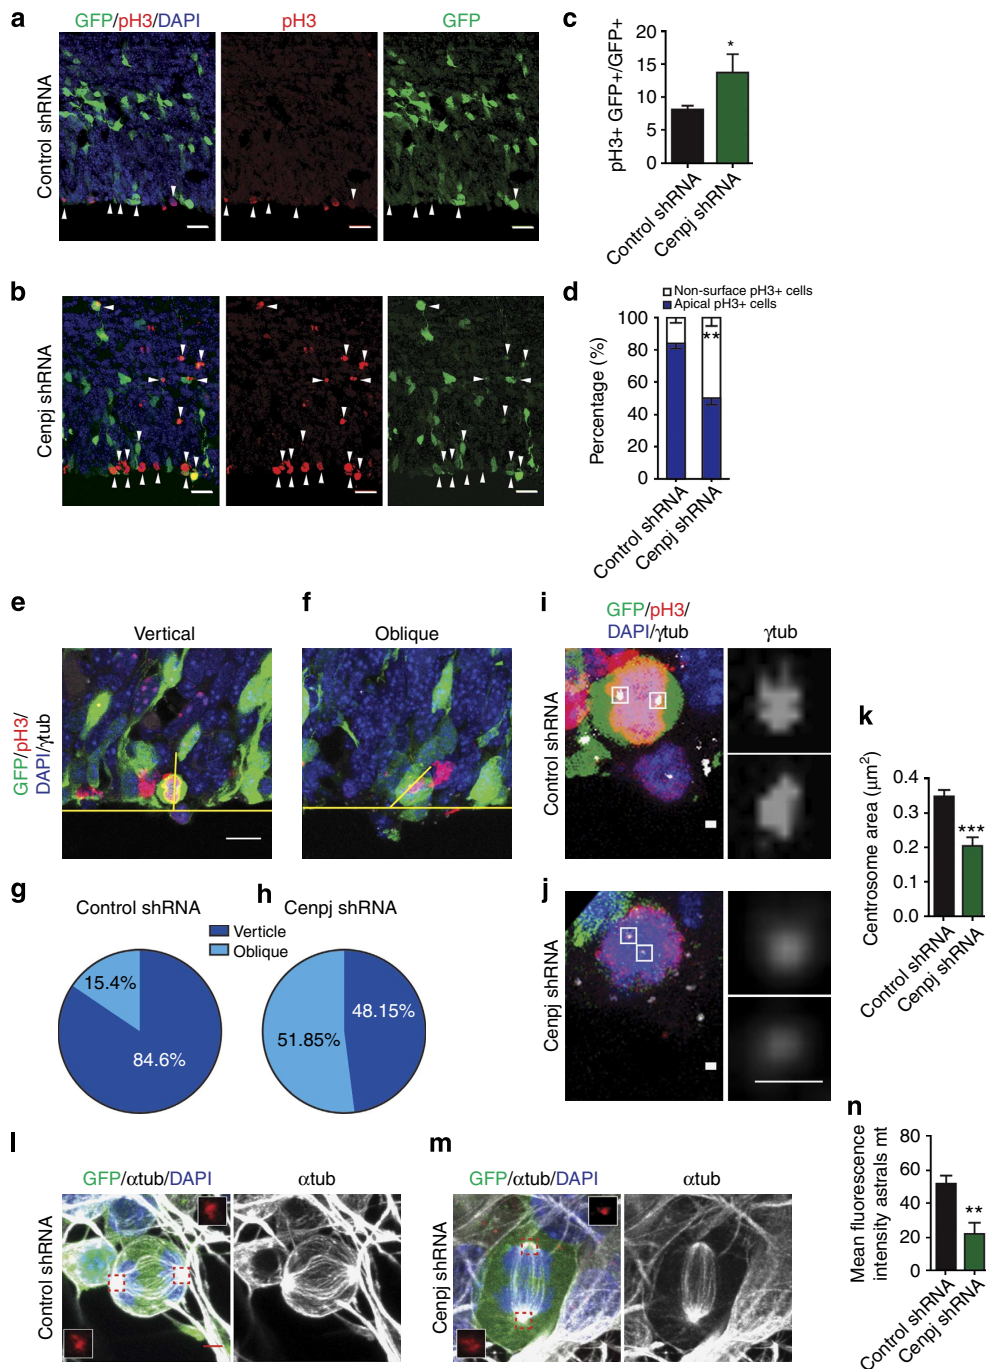 a
GFP/pH3/DAPI
pH3
GFP
Control shRNA
b
Cenpj shRNA
c
pH3+ GFP+/GFP+
20
15
10
5
0
*
Control shRNA
Cenpj shRNA
d
Non-surface pH3+ cells
Apical pH3+ cells
Percentage (%)
100
80
60
40
20
0
**
Control shRNA
Cenpj shRNA
e
Vertical
f
Oblique
GFP/pH3/
DAPI/γtub
g
Control shRNA
h
Cenpj shRNA
Verticle
Oblique
15.4%
84.6%
48.15%
51.85%
i
GFP/pH3/
DAPI/γtub
γtub
Control shRNA
j
Cenpj shRNA
k
Centrosome area (μm²)
0.4
0.3
0.2
0.1
0.0
***
Control shRNA
Cenpj shRNA
l
GFP/αtub/DAPI
αtub
Control shRNA
m
GFP/αtub/DAPI
αtub
Cenpj shRNA
n
Mean fluorescence
intensity astrals mt
80
60
40
20
0
**
Control shRNA
Cenpj shRNA